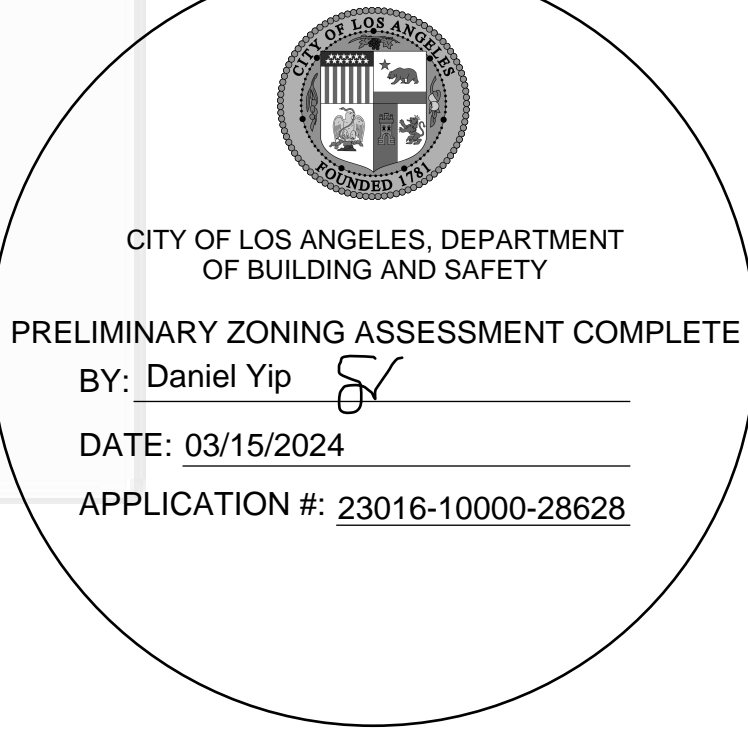 CITY OF LOS ANGELES
FOUNDED 1781
CITY OF LOS ANGELES, DEPARTMENT
OF BUILDING AND SAFETY
PRELIMINARY ZONING ASSESSMENT COMPLETE
BY: Daniel Yip
DATE: 03/15/2024
APPLICATION #: 23016-10000-28628